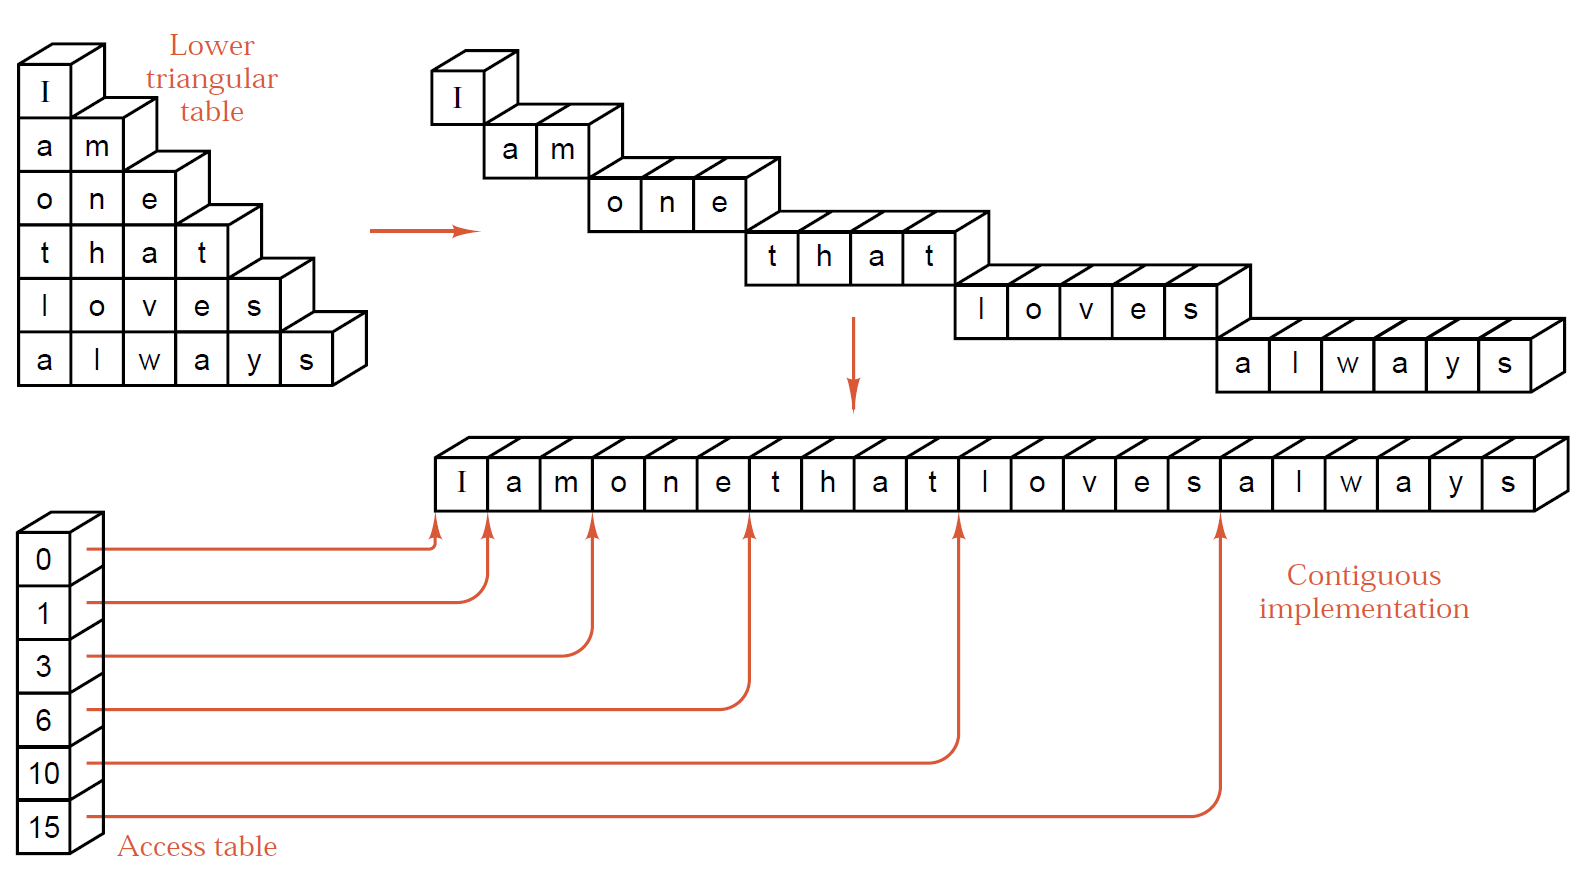 Lower
triangular
table
I
a m
o n e
t h a t
l o v e s
a l w a y s
I
a m
o n e
t h a t
l o v e s
a l w a y s
I a m o n e t h a t l o v e s a l w a y s
Contiguous
implementation
0
1
3
6
10
15
Access table